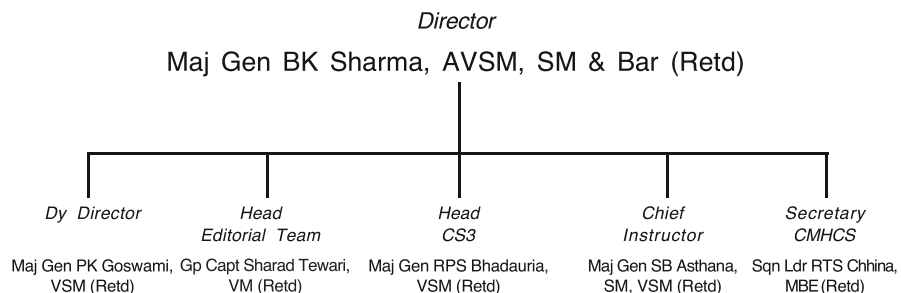 Director
Maj Gen BK Sharma, AVSM, SM & Bar (Retd)
Dy Director
Maj Gen PK Goswami,
VSM (Retd)
Head
Editorial Team
Gp Capt Sharad Tewari,
VM (Retd)
Head
CS3
Maj Gen RPS Bhadauria,
VSM (Retd)
Chief
Instructor
Maj Gen SB Asthana,
SM, VSM (Retd)
Secretary
CMHCS
Sqn Ldr RTS Chhina,
MBE (Retd)